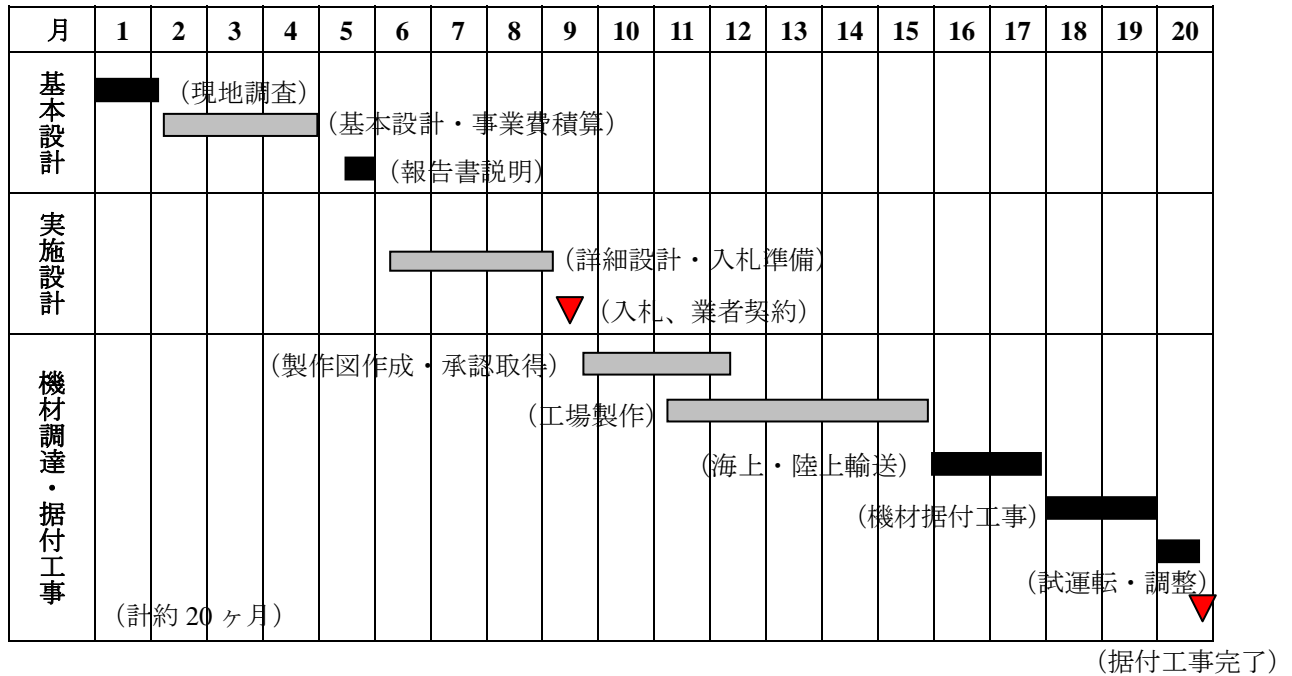 月 1 2 3 4 5 6 7 8 9 10 11 12 13 14 15 16 17 18 19 20
基本設計
(現地調査)
(基本設計・事業費積算)
(報告書説明)
実施設計
(詳細設計・入札準備)
(入札、業者契約)
機材調達・据付工事
(製作図作成・承認取得)
(工場製作)
(海上・陸上輸送)
(機材据付工事)
(試運転・調整)
(計約 20 ヶ月)
(据付工事完了)